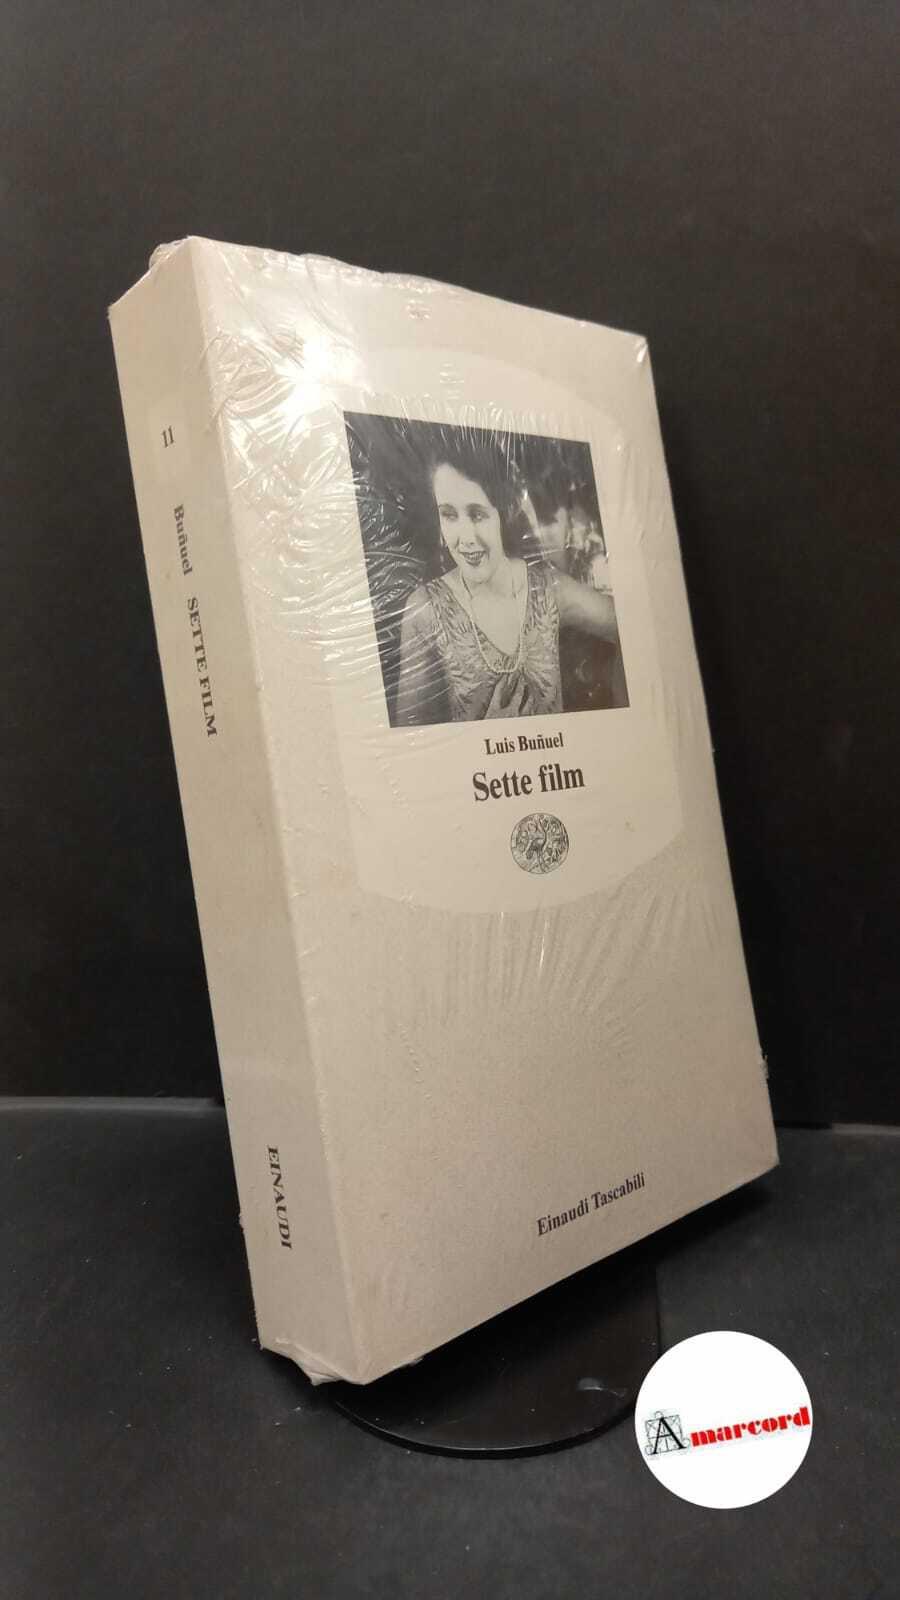 11
Buñuel SETTE FILM
EINAUDI
Luis Buñuel
Sette film
Einaudi Tascabili
Amarcord